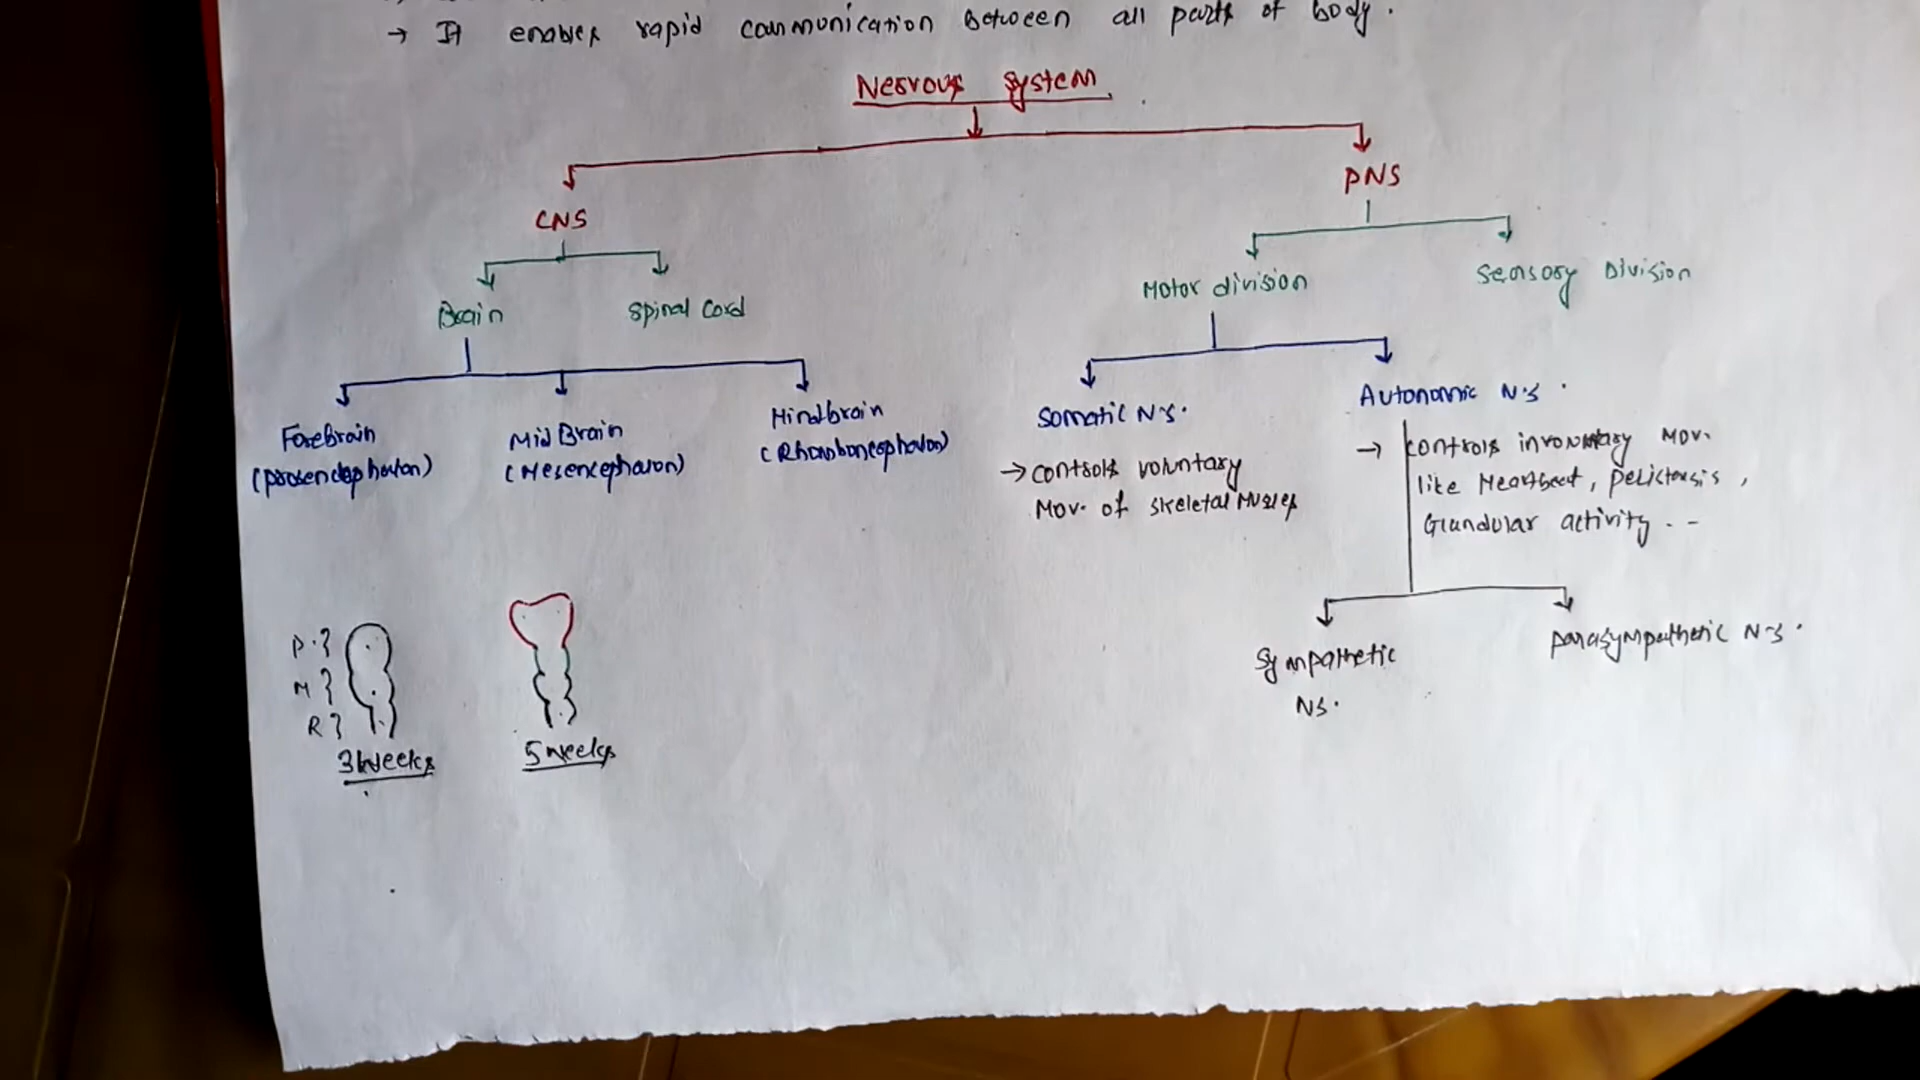 → It enables rapid communication between all parts of body.
Nervous system
CNS
PNS
Brain
Spinal Cord
Motor division
Sensory Division
Forebrain
(prosencephalon)
MidBrain
(Mesencephalon)
Hindbrain
(Rhombencephalon)
Somatic N.S.
→ controls voluntary
Mov. of skeletal Muscles
Autonomic N.S.
→ controls involuntary Mov.
like Heartbeat, Peristalsis,
Glandular activity . - -
Sympathetic
NS.
parasympathetic N.S.
P.}
M }
R }
3 Weeks
5 weeks